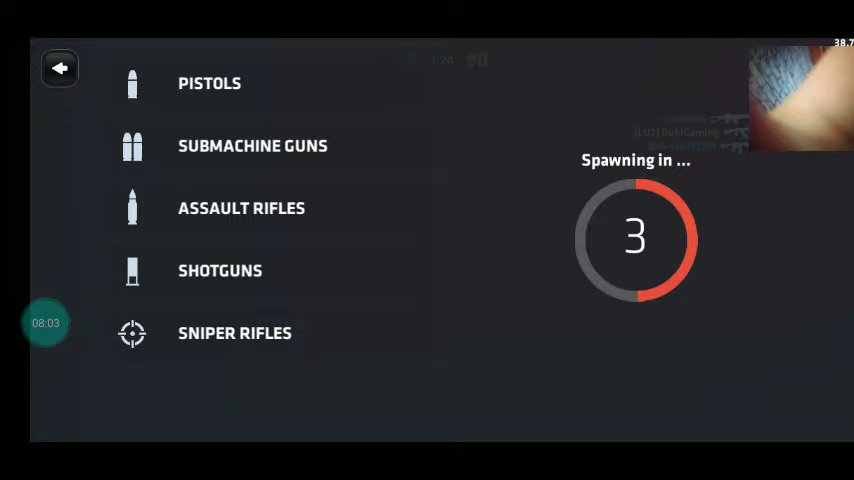 38.7
PISTOLS
SUBMACHINE GUNS
Spawning in ...
ASSAULT RIFLES
3
SHOTGUNS
08:03
SNIPER RIFLES